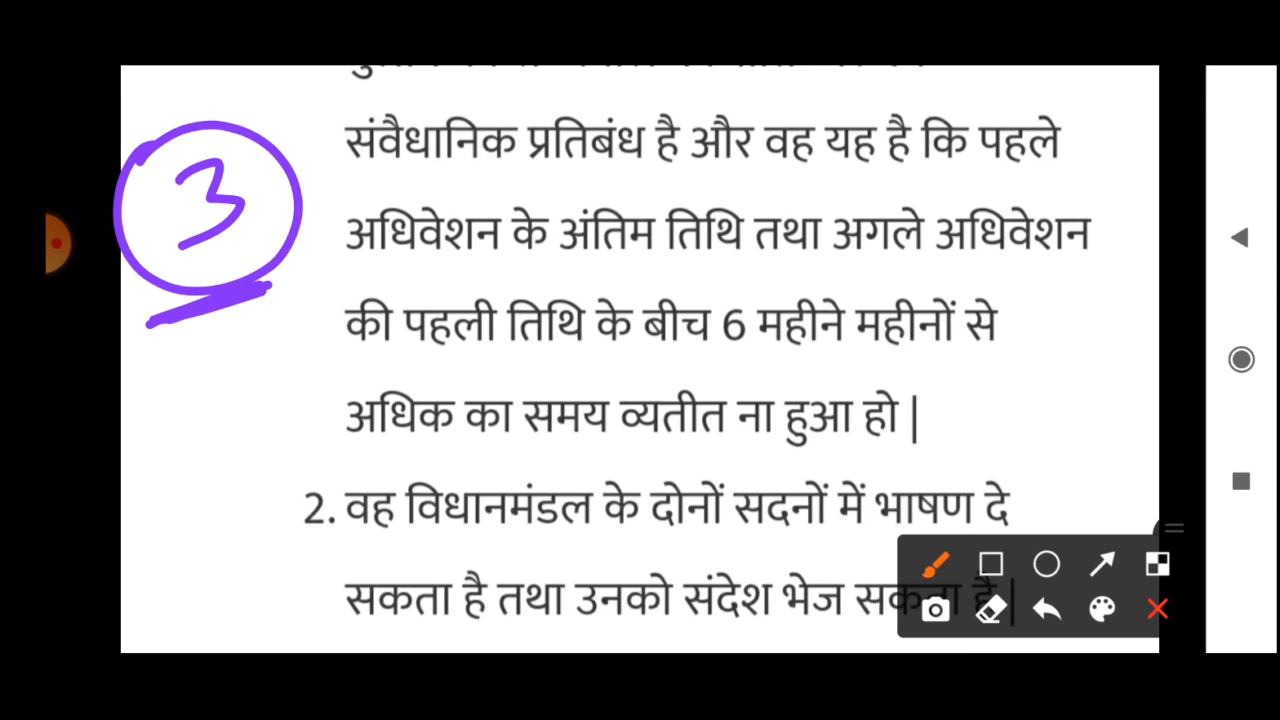 संवैधानिक प्रतिबंध है और वह यह है कि पहले
3
अधिवेशन के अंतिम तिथि तथा अगले अधिवेशन
की पहली तिथि के बीच 6 महीने महीनों से
अधिक का समय व्यतीत ना हुआ हो |
2. वह विधानमंडल के दोनों सदनों में भाषण दे
सकता है तथा उनको संदेश भेज सकता है |